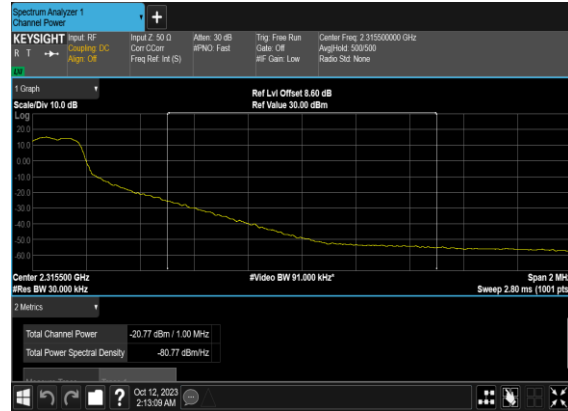 Spectrum Analyzer 1
Channel Power
KEYSIGHT Input: RF Input Z: 50 Ω Atten: 30 dB Trig: Free Run Center Freq: 2.315500000 GHz
R T Coupling: DC Corr CCorr #PNO: Fast Gate: Off Avg|Hold: 500/500
Align: Off Freq Ref: Int (S) #IF Gain: Low Radio Std: None
LM
1 Graph
Ref Lvl Offset 8.60 dB
Scale/Div 10.0 dB Ref Value 30.00 dBm
Log
20.0
10.0
0.00
-10.0
-20.0
-30.0
-40.0
-50.0
-60.0
Center 2.315500 GHz #Video BW 91.000 kHz* Span 2 MHz
#Res BW 30.000 kHz Sweep 2.80 ms (1001 pts
2 Metrics
Total Channel Power -20.77 dBm / 1.00 MHz
Total Power Spectral Density -80.77 dBm/Hz
? Oct 12, 2023
2:13:09 AM